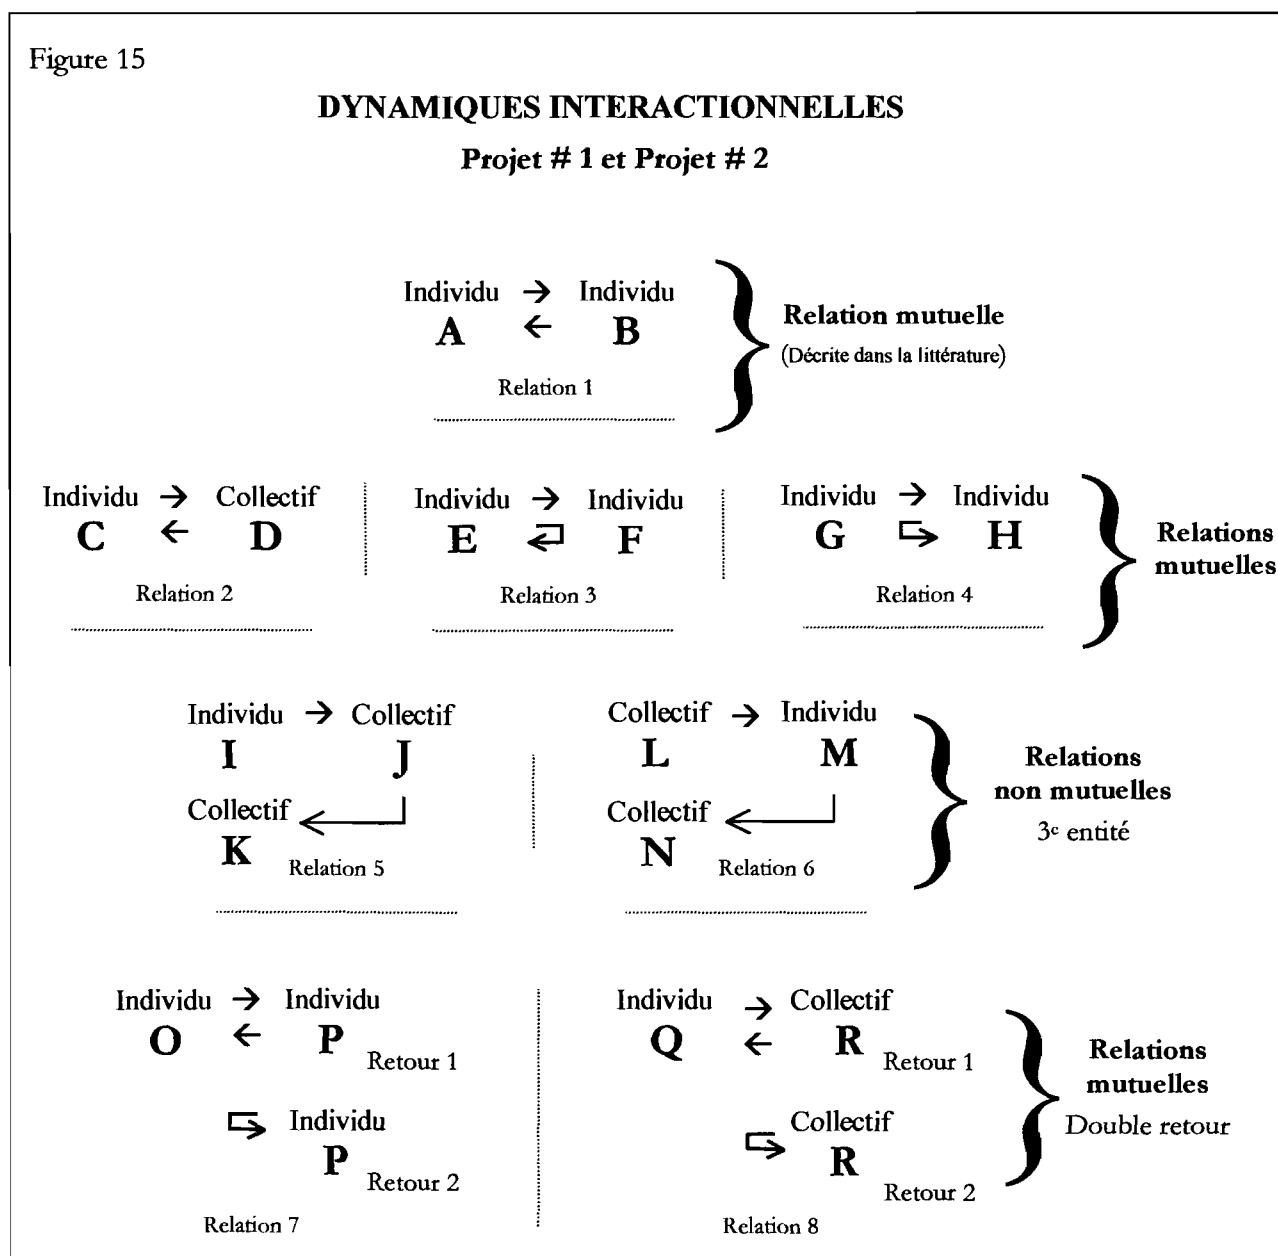 Figure 15
DYNAMIQUES INTERACTIONNELLES
Projet # 1 et Projet # 2
Individu → Individu
A ← B
Relation 1
Relation mutuelle
(Décrite dans la littérature)
Individu → Collectif
C ← D
Relation 2
Individu → Individu
E F
Relation 3
Individu → Individu
G H
Relation 4
Relations
mutuelles
Individu → Collectif
I J
Collectif
K
Relation 5
Collectif → Individu
L M
Collectif
N
Relation 6
Relations
non mutuelles
3e entité
Individu → Individu
O ← P
Retour 1
Individu
P
Retour 2
Relation 7
Individu → Collectif
Q ← R
Retour 1
Collectif
R
Retour 2
Relation 8
Relations
mutuelles
Double retour